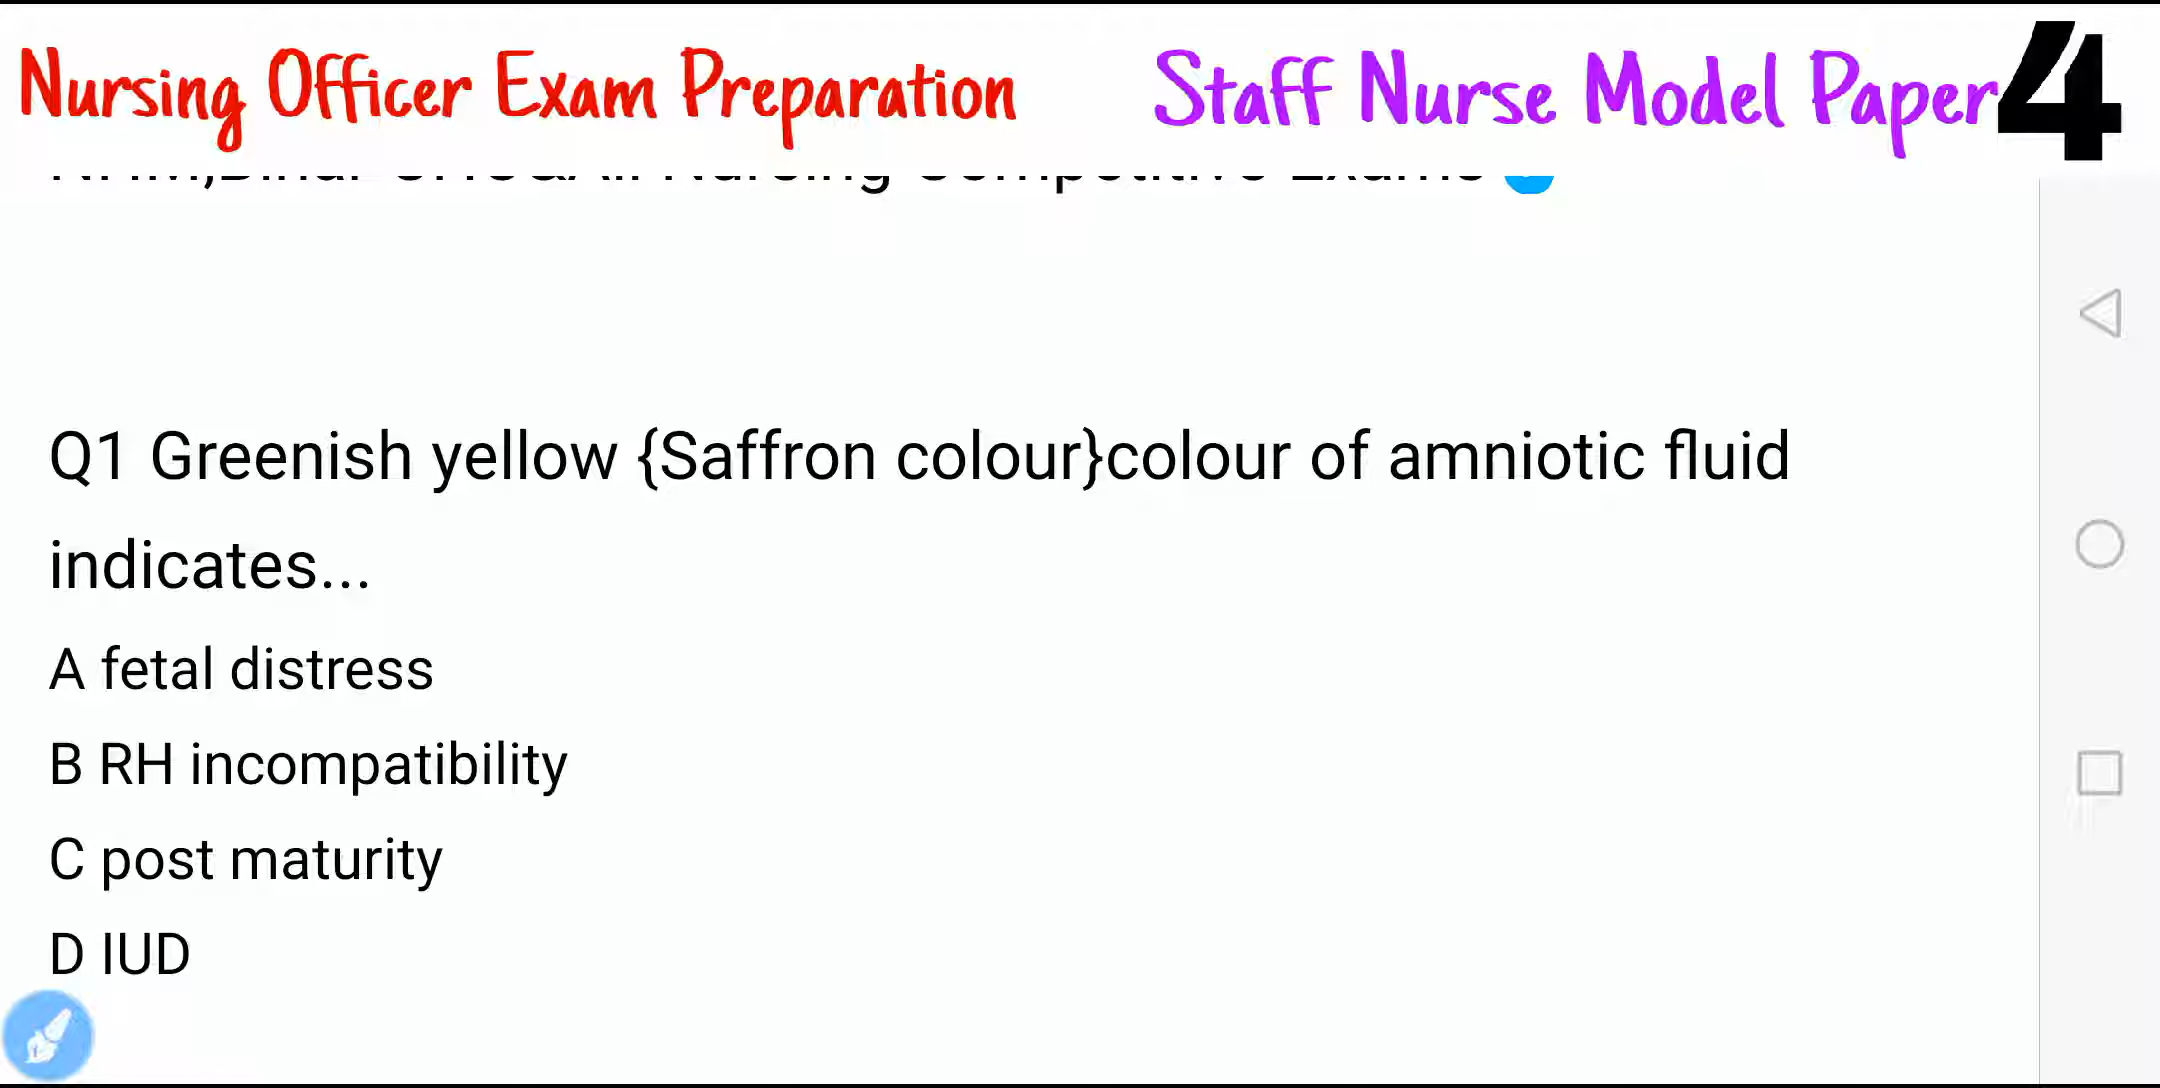 Nursing Officer Exam Preparation Staff Nurse Model Paper 4
Q1 Greenish yellow {Saffron colour}colour of amniotic fluid
indicates...
A fetal distress
B RH incompatibility
C post maturity
D IUD